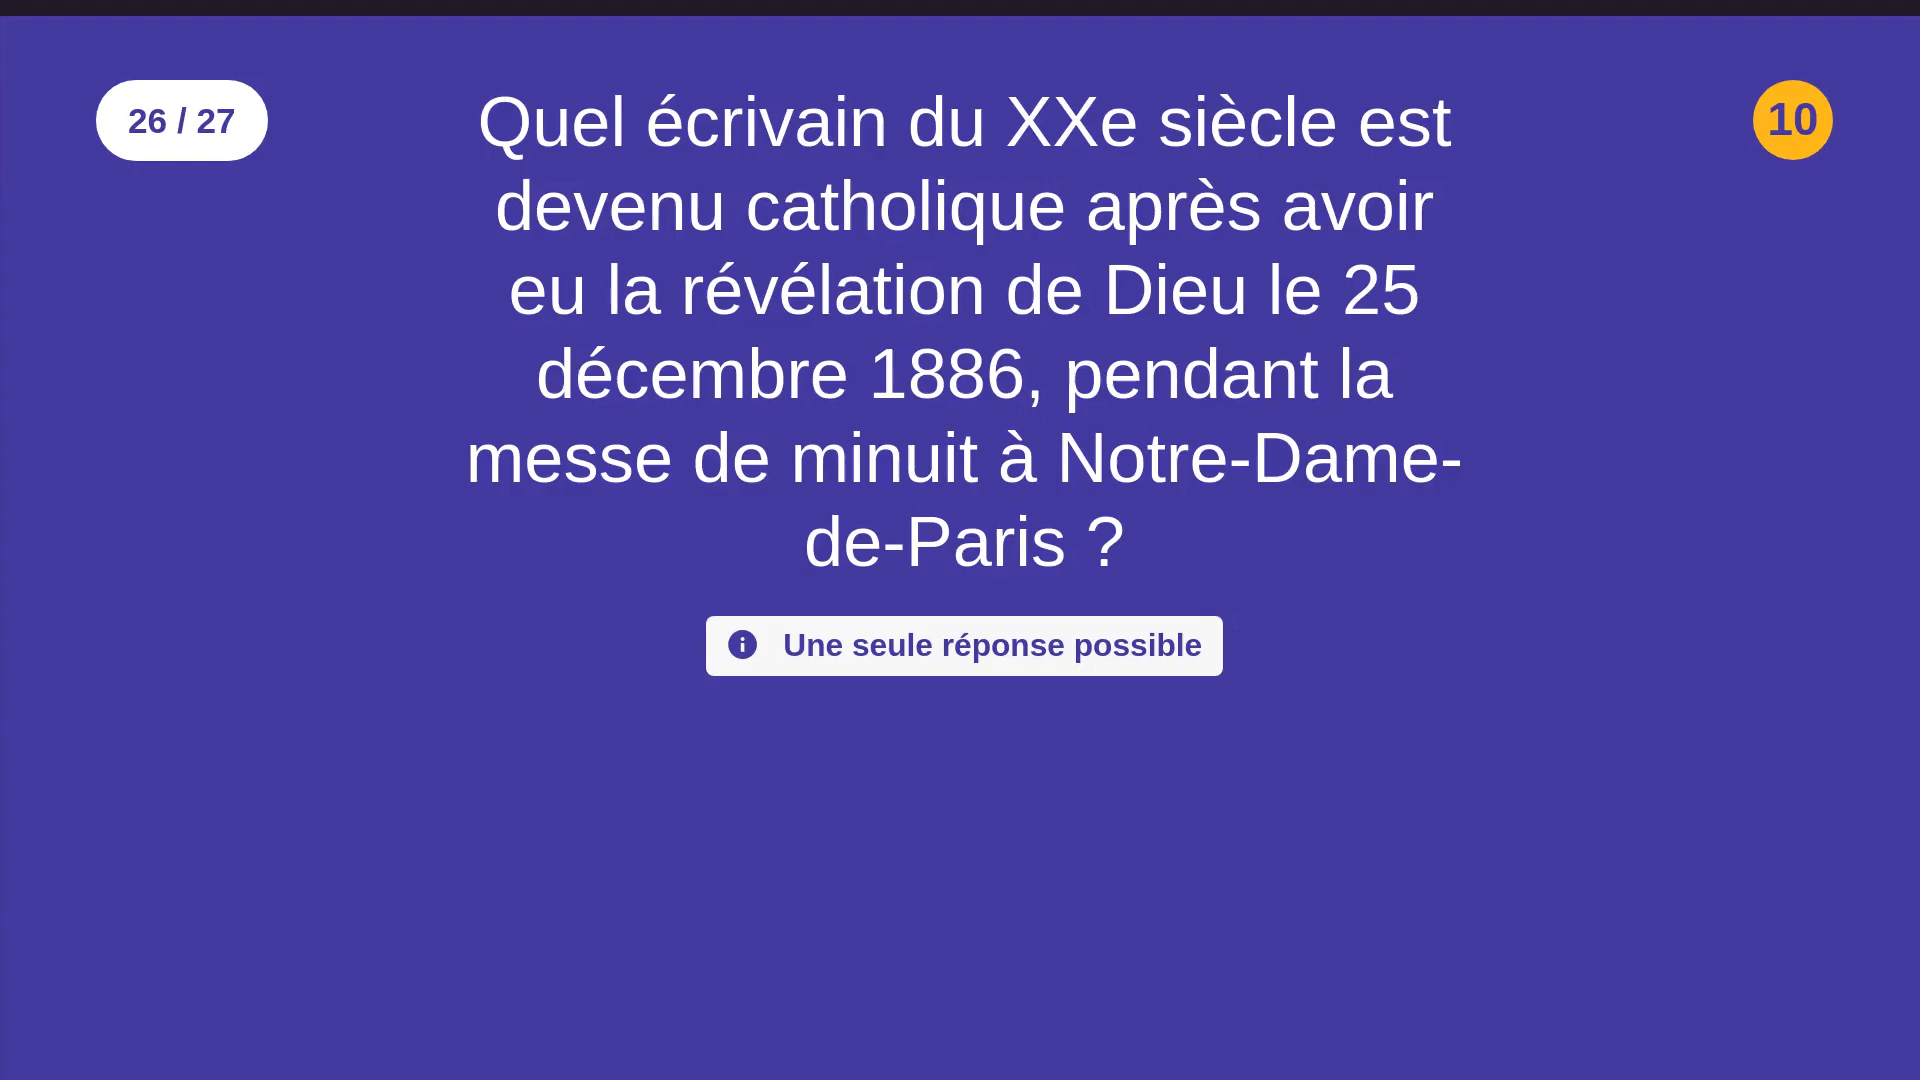 26 / 27
Quel écrivain du XXe siècle est
devenu catholique après avoir
eu la révélation de Dieu le 25
décembre 1886, pendant la
messe de minuit à Notre-Dame-
de-Paris ?
10
Une seule réponse possible